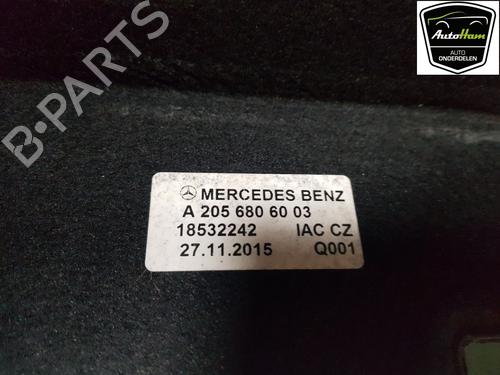 AutoHam
AUTO
ONDERDELEN
B-PARTS
MERCEDES BENZ
A 205 680 60 03
18532242 IAC CZ
27.11.2015 Q001